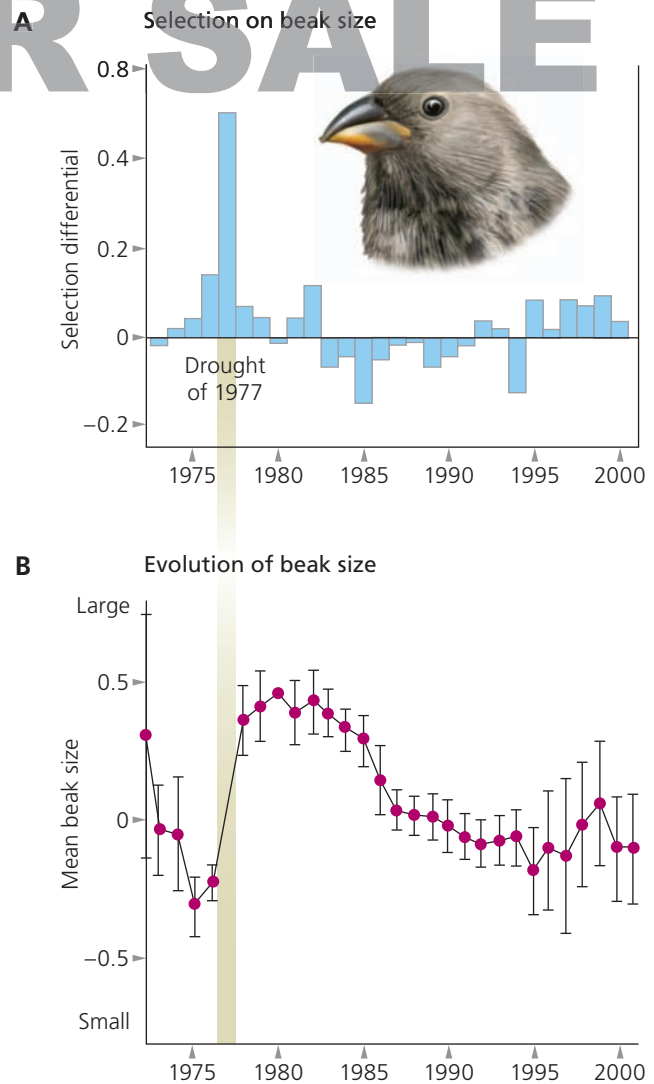 R SALE
A Selection on beak size
0.8
0.4
0.2
0
−0.2
Selection differential
Drought
of 1977
1975 1980 1985 1990 1995 2000
B Evolution of beak size
Large
0.5
0
−0.5
Small
Mean beak size
1975 1980 1985 1990 1995 2000